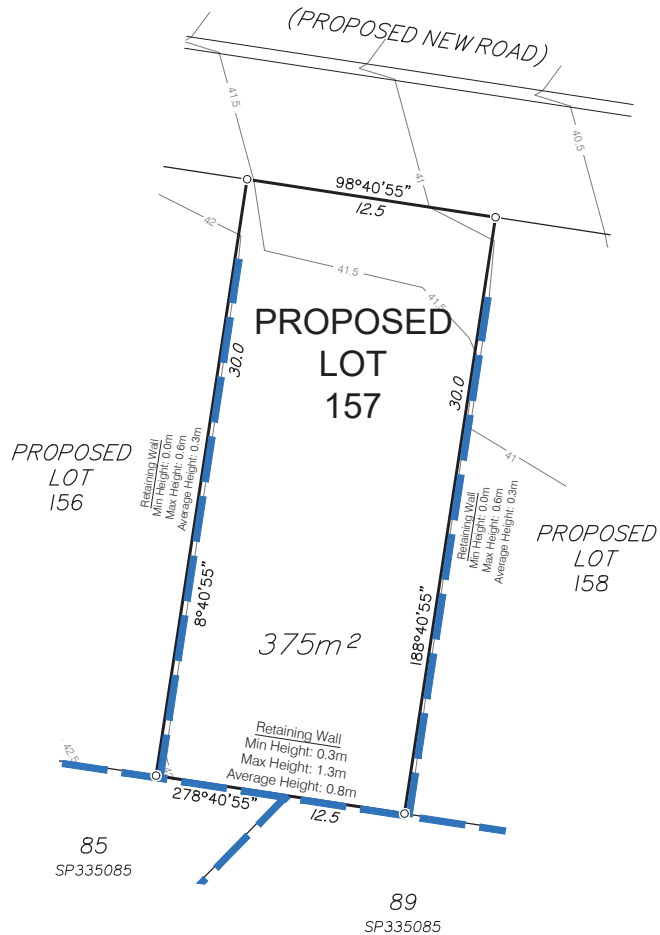 (PROPOSED NEW ROAD)
41.5
41
40.5
98°40'55"
12.5
42
41.5
41.5
PROPOSED
LOT
157
30.0
30.0
PROPOSED
LOT
156
Retaining Wall
Min Height: 0.0m
Max Height: 0.6m
Average Height: 0.3m
41
Retaining Wall
Min Height: 0.0m
Max Height: 0.6m
Average Height: 0.3m
PROPOSED
LOT
158
8°40'55"
188°40'55"
375m²
Retaining Wall
Min Height: 0.3m
Max Height: 1.3m
Average Height: 0.8m
42.5
278°40'55"
12.5
85
SP335085
89
SP335085